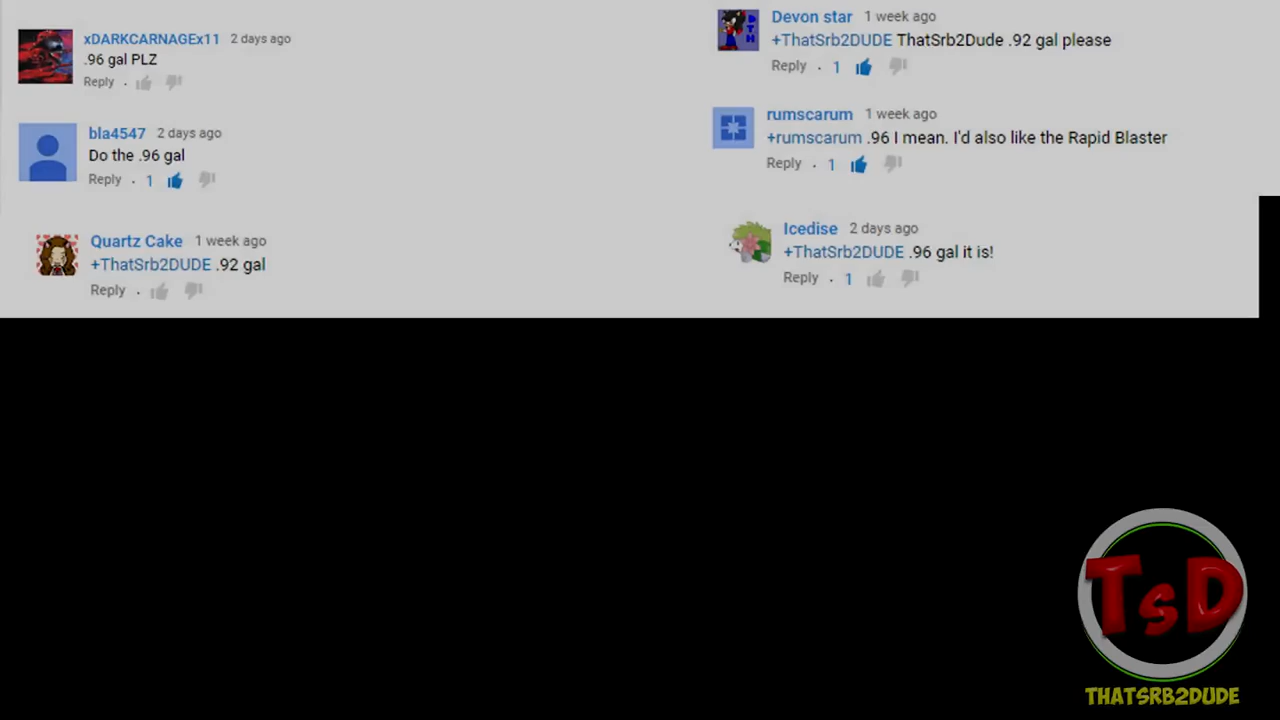 xDARKCARNAGEx11 2 days ago
.96 gal PLZ
Reply .
bla4547 2 days ago
Do the .96 gal
Reply . 1
Quartz Cake 1 week ago
+ThatSrb2DUDE .92 gal
Reply .
Devon star 1 week ago
+ThatSrb2DUDE ThatSrb2Dude .92 gal please
Reply . 1
DTH
rumscarum 1 week ago
+rumscarum .96 I mean. I'd also like the Rapid Blaster
Reply . 1
Icedise 2 days ago
+ThatSrb2DUDE .96 gal it is!
Reply . 1
TsD
THATSRB2DUDE